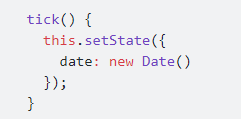 tick() {
  this.setState({
    date: new Date()
  });
}